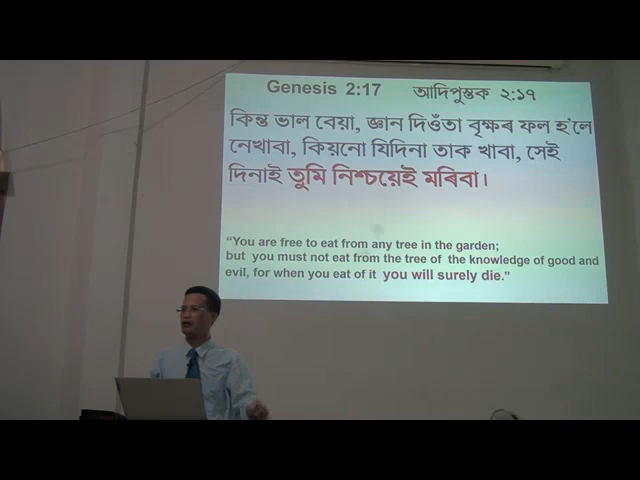 Genesis 2:17 আদিপুস্তক ২:১৭
কিন্ত ভাল বেয়া, জ্ঞান দিওঁতা বৃক্ষৰ ফল হ'লে
নেখাবা, কিয়নো যিদিনা তাক খাবা, সেই
দিনাই তুমি নিশ্চয়েই মৰিবা।
“You are free to eat from any tree in the garden;
but you must not eat from the tree of the knowledge of good and
evil, for when you eat of it you will surely die.”